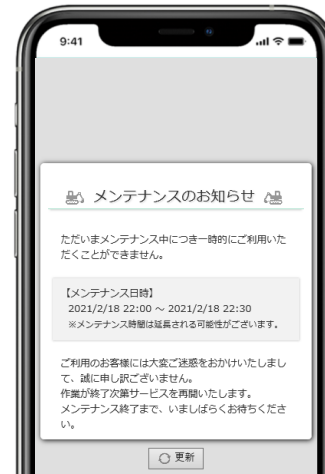 9:41
メンテナンスのお知らせ
ただいまメンテナンス中につき一時的にご利用いた
だくことができません。
【メンテナンス日時】
2021/2/18 22:00 ～ 2021/2/18 22:30
※メンテナンス時間は延長される可能性がございます。
ご利用のお客様には大変ご迷惑をおかけいたしまし
て、誠に申し訳ございません。
作業が終了次第サービスを再開いたします。
メンテナンス終了まで、いましばらくお待ちくださ
い。
更新